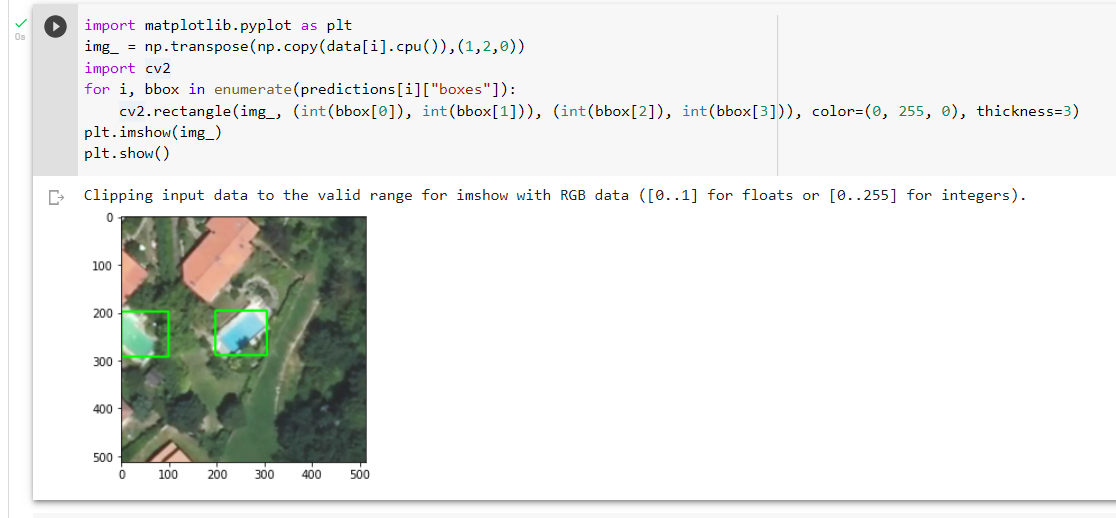 import matplotlib.pyplot as plt
img_ = np.transpose(np.copy(data[i].cpu()),(1,2,0))
import cv2
for i, bbox in enumerate(predictions[i]["boxes"]):
    cv2.rectangle(img_, (int(bbox[0]), int(bbox[1])), (int(bbox[2]), int(bbox[3])), color=(0, 255, 0), thickness=3)
plt.imshow(img_)
plt.show()
0s
Clipping input data to the valid range for imshow with RGB data ([0..1] for floats or [0..255] for integers).
0
100
200
300
400
500
0 100 200 300 400 500